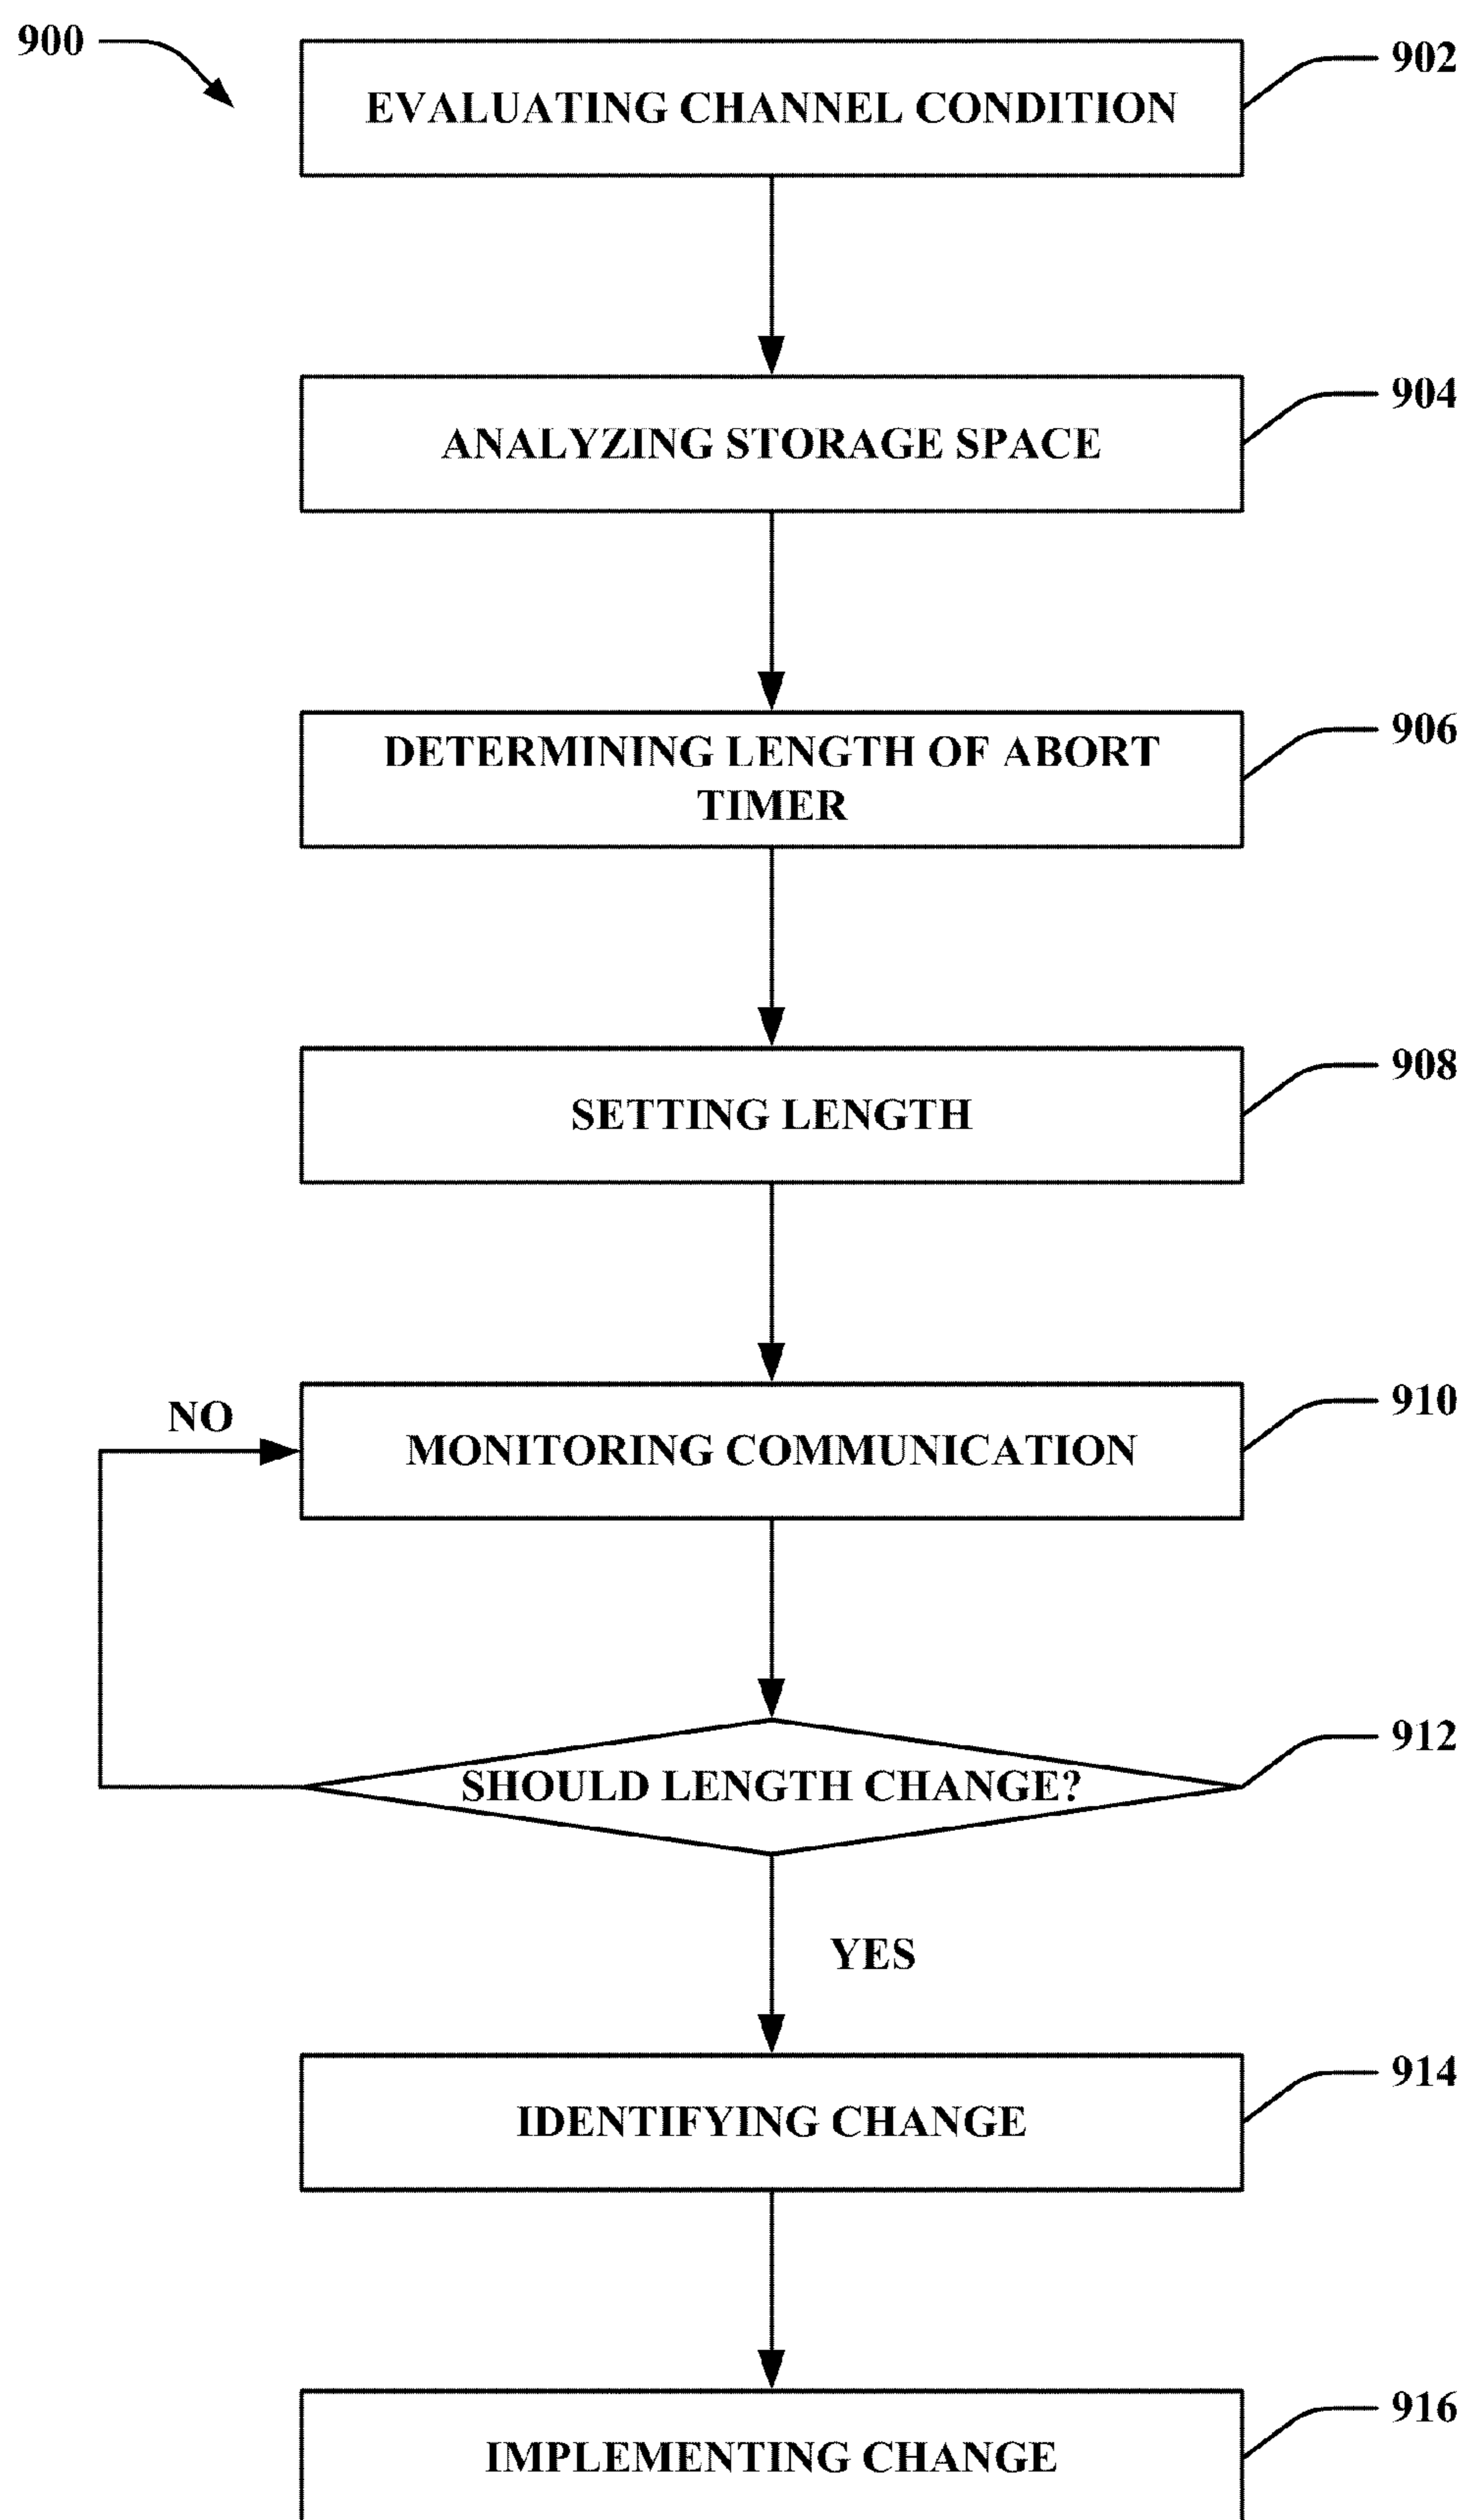 900
902
EVALUATING CHANNEL CONDITION
904
ANALYZING STORAGE SPACE
906
DETERMINING LENGTH OF ABORT
TIMER
908
SETTING LENGTH
910
NO
MONITORING COMMUNICATION
912
SHOULD LENGTH CHANGE?
YES
914
IDENTIFYING CHANGE
916
IMPLEMENTING CHANGE